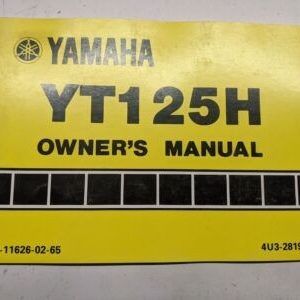 YAMAHA
YT125H
OWNER'S MANUAL
-11626-02-65
4U3-2819